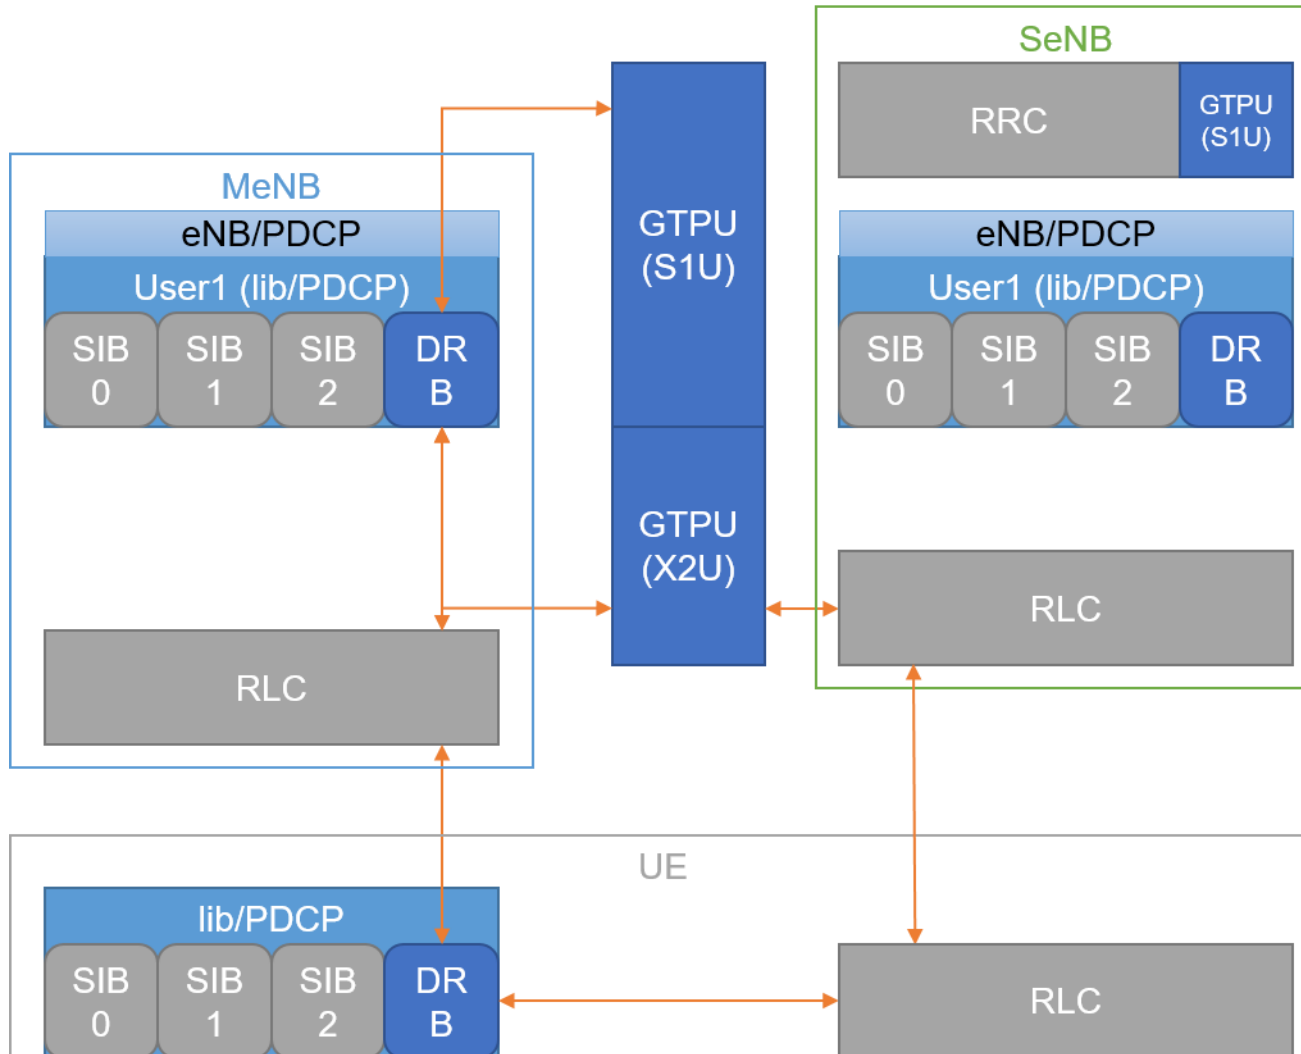 SeNB
RRC
GTPU
(S1U)
MeNB
eNB/PDCP
User1 (lib/PDCP)
SIB
0
SIB
1
SIB
2
DR
B
GTPU
(S1U)
GTPU
(X2U)
eNB/PDCP
User1 (lib/PDCP)
SIB
0
SIB
1
SIB
2
DR
B
RLC
RLC
UE
lib/PDCP
SIB
0
SIB
1
SIB
2
DR
B
RLC